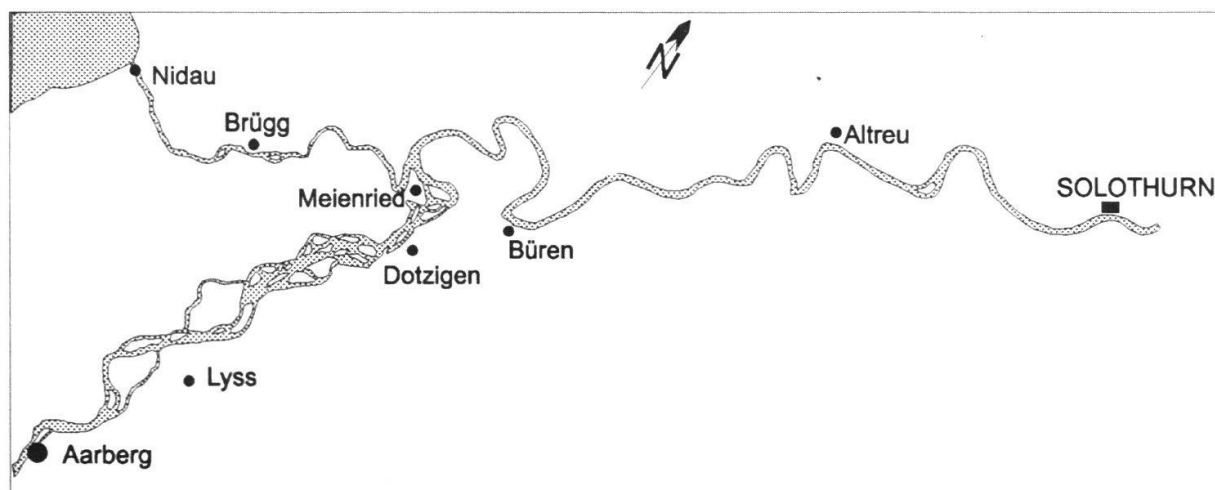 N
Nidau
Brügg
Altreu
Meienried
SOLOTHURN
Büren
Dotzigen
Lyss
Aarberg